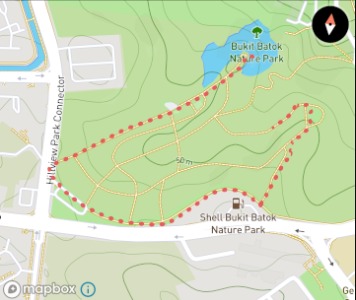 Bukit Batok
Nature Park
Hillview Park Connector
50 m
Shell Bukit Batok
Nature Park
mapbox
Ge